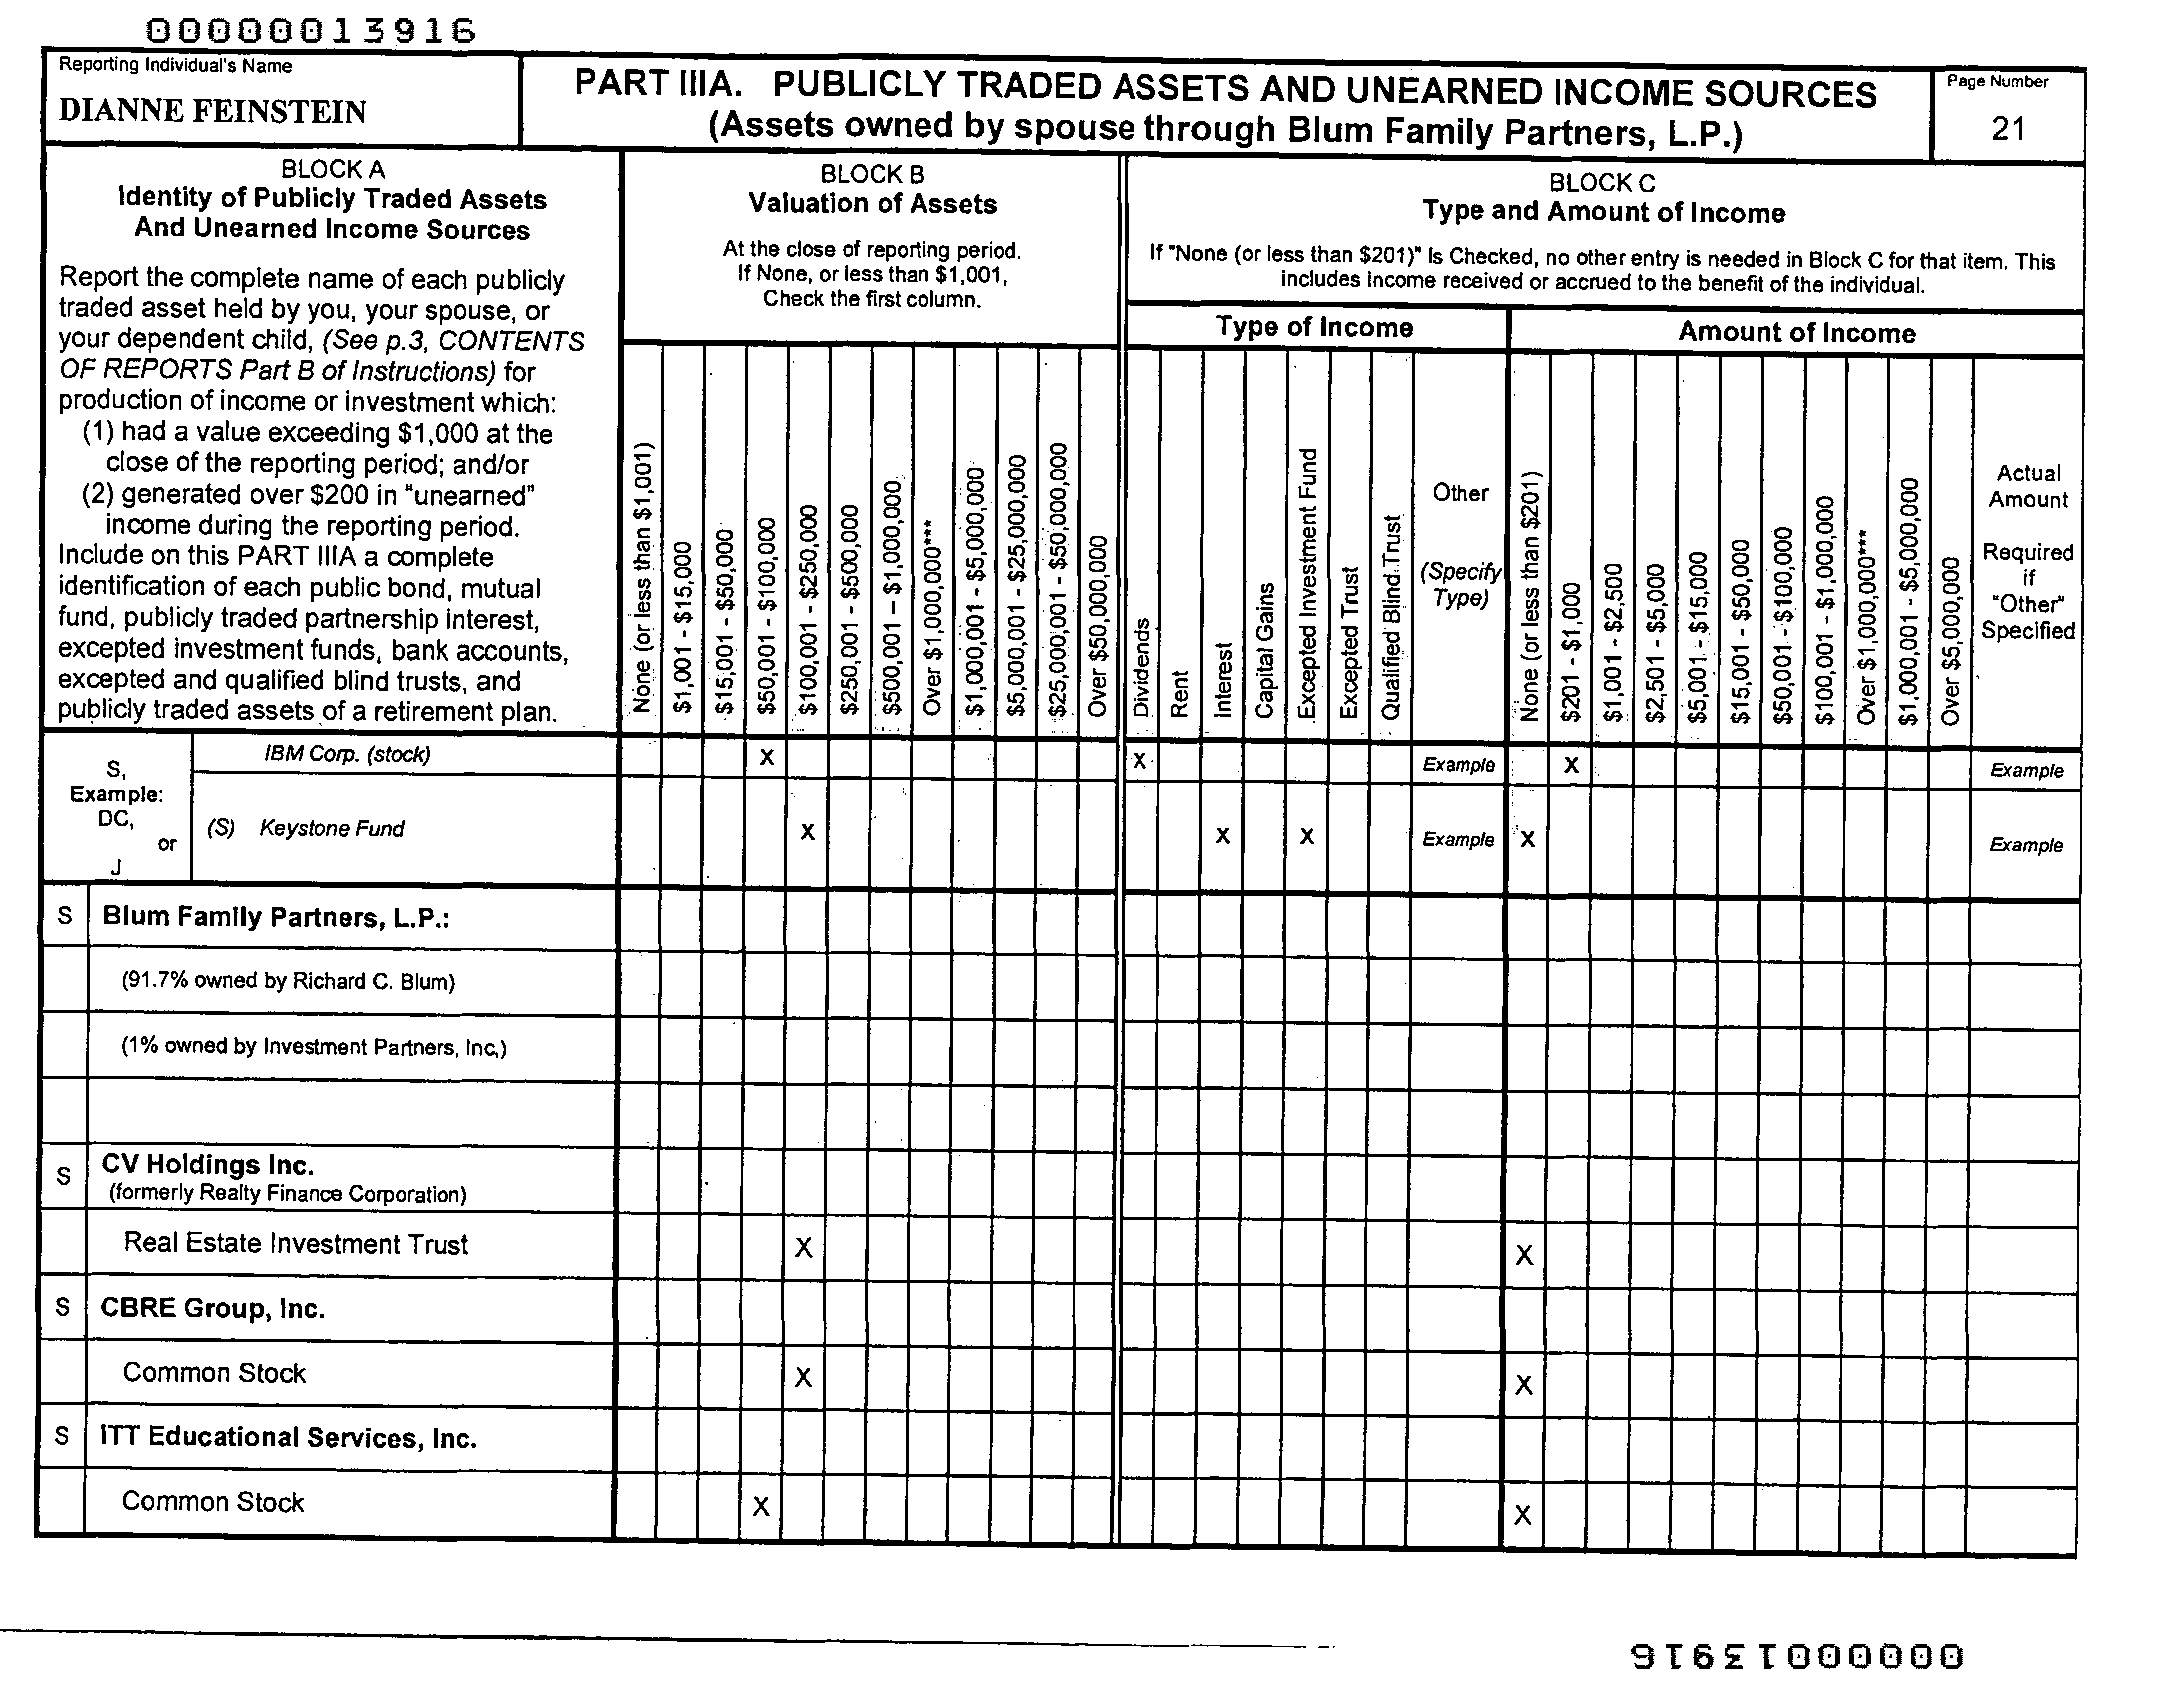 00000013916
Reporting Individual's Name
DIANNE FEINSTEIN
PART IIIA. PUBLICLY TRADED ASSETS AND UNEARNED INCOME SOURCES
(Assets owned by spouse through Blum Family Partners, L.P.)
Page Number
21
BLOCK A
Identity of Publicly Traded Assets
And Unearned Income Sources
Report the complete name of each publicly
traded asset held by you, your spouse, or
your dependent child, (See p.3, CONTENTS
OF REPORTS Part B of Instructions) for
production of income or investment which:
(1) had a value exceeding $1,000 at the
close of the reporting period; and/or
(2) generated over $200 in "unearned"
income during the reporting period.
Include on this PART IIIA a complete
identification of each public bond, mutual
fund, publicly traded partnership interest,
excepted investment funds, bank accounts,
excepted and qualified blind trusts, and
publicly traded assets of a retirement plan.
BLOCK B
Valuation of Assets
At the close of reporting period.
If None, or less than $1,001,
Check the first column.
None (or less than $1,001)
$1,001 - $15,000
$15,001 - $50,000
$50,001 - $100,000
$100,001 - $250,000
$250,001 - $500,000
$500,001 – $1,000,000
Over $1,000,000***
$1,000,001 - $5,000,000
$5,000,001 - $25,000,000
$25,000,001 - $50,000,000
Over $50,000,000
BLOCK C
Type and Amount of Income
If "None (or less than $201)" Is Checked, no other entry is needed in Block C for that item. This
includes Income received or accrued to the benefit of the individual.
Type of Income
Dividends
Rent
Interest
Capital Gains
Excepted Investment Fund
Excepted Trust
Qualified Blind Trust
Other
(Specify
Type)
Amount of Income
None (or less than $201)
$201 - $1,000
$1,001 - $2,500
$2,501 - $5,000
$5,001 - $15,000
$15,001 - $50,000
$50,001 - $100,000
$100,001 - $1,000,000
Over $1,000,000***
$1,000,001 - $5,000,000
Over $5,000,000
Actual
Amount
Required
if
"Other"
Specified
S,
Example:
DC,
or
J
IBM Corp. (stock) X X Example X Example
(S) Keystone Fund X X X Example X Example
S Blum Family Partners, L.P.:
(91.7% owned by Richard C. Blum)
(1% owned by Investment Partners, Inc.)
S CV Holdings Inc.
(formerly Realty Finance Corporation)
Real Estate Investment Trust X X
S CBRE Group, Inc.
Common Stock X X
S ITT Educational Services, Inc.
Common Stock X X
00000013916